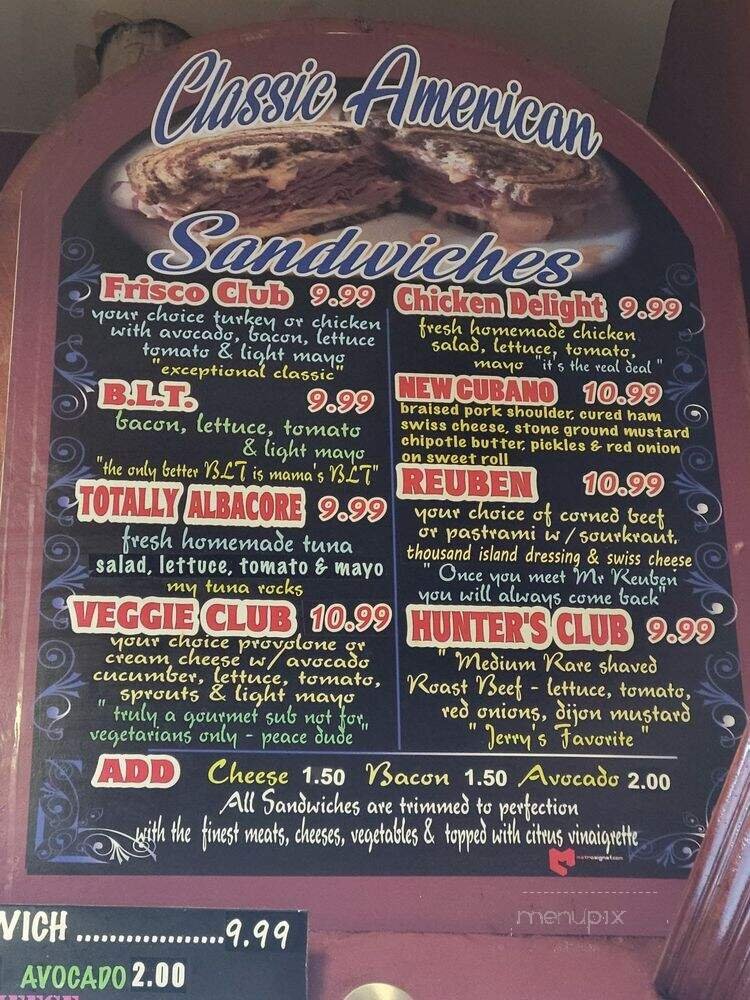 Classic American
Sandwiches
Frisco Club 9.99
your choice turkey or chicken
with avocado, bacon, lettuce
tomato & light mayo
"exceptional classic"
B.L.T. 9.99
bacon, lettuce, tomato
& light mayo
"the only better BLT is mama's BLT"
TOTALLY ALBACORE 9.99
fresh homemade tuna
salad, lettuce, tomato & mayo
my tuna rocks
VEGGIE CLUB 10.99
your choice provolone or
cream cheese w/avocado
cucumber, lettuce, tomato,
sprouts & light mayo
"truly a gourmet sub not for
vegetarians only - peace dude"
Chicken Delight 9.99
fresh homemade chicken
salad, lettuce, tomato,
mayo "it's the real deal"
NEW CUBANO 10.99
braised pork shoulder, cured ham
swiss cheese, stone ground mustard
chipotle butter, pickles & red onion
on sweet roll
REUBEN 10.99
your choice of corned beef
or pastrami w/sourkraut,
thousand island dressing & swiss cheese
"Once you meet Mr Reuben
you will always come back"
HUNTER'S CLUB 9.99
"Medium Rare shaved
Roast Beef - lettuce, tomato,
red onions, dijon mustard
"Jerry's Favorite"
ADD Cheese 1.50 Bacon 1.50 Avocado 2.00
All Sandwiches are trimmed to perfection
with the finest meats, cheeses, vegetables & topped with citrus vinaigrette
menupix
VICH ...................9.99
AVOCADO 2.00